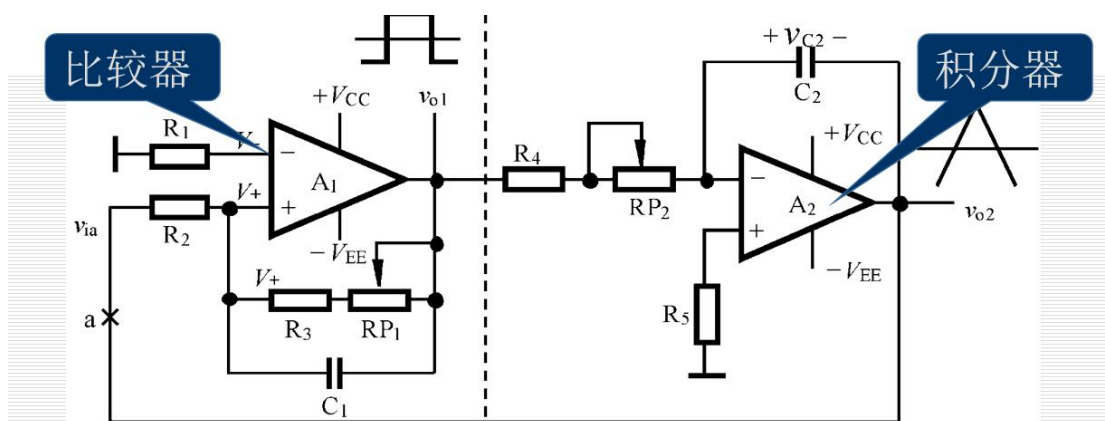 比较器
积分器
+ vC2 −
C2
+VCC
vo1
R1
V−
−
A1
+
R2
V+
via
−VEE
V+
R3
RP1
C1
a
R4
RP2
+VCC
−
A2
+
vo2
−VEE
R5